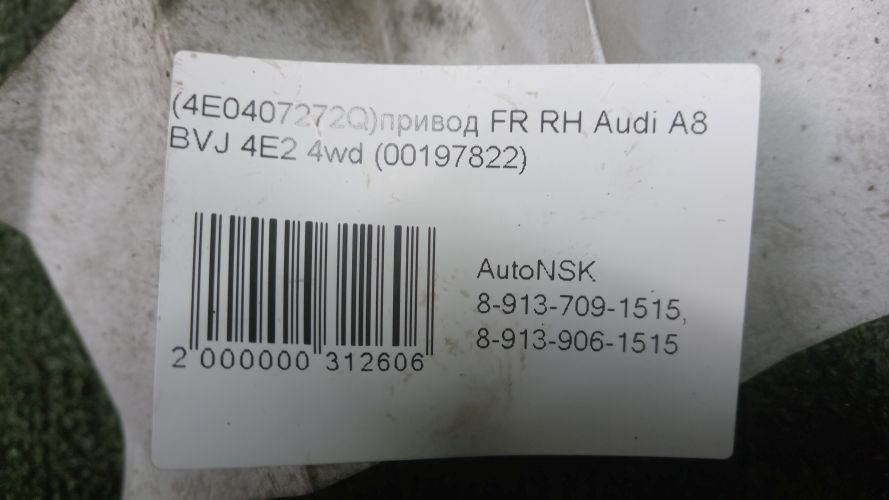 (4E0407272Q)привод FR RH Audi A8
BVJ 4E2 4wd (00197822)
AutoNSK
8-913-709-1515,
8-913-906-1515
2 000000 312606